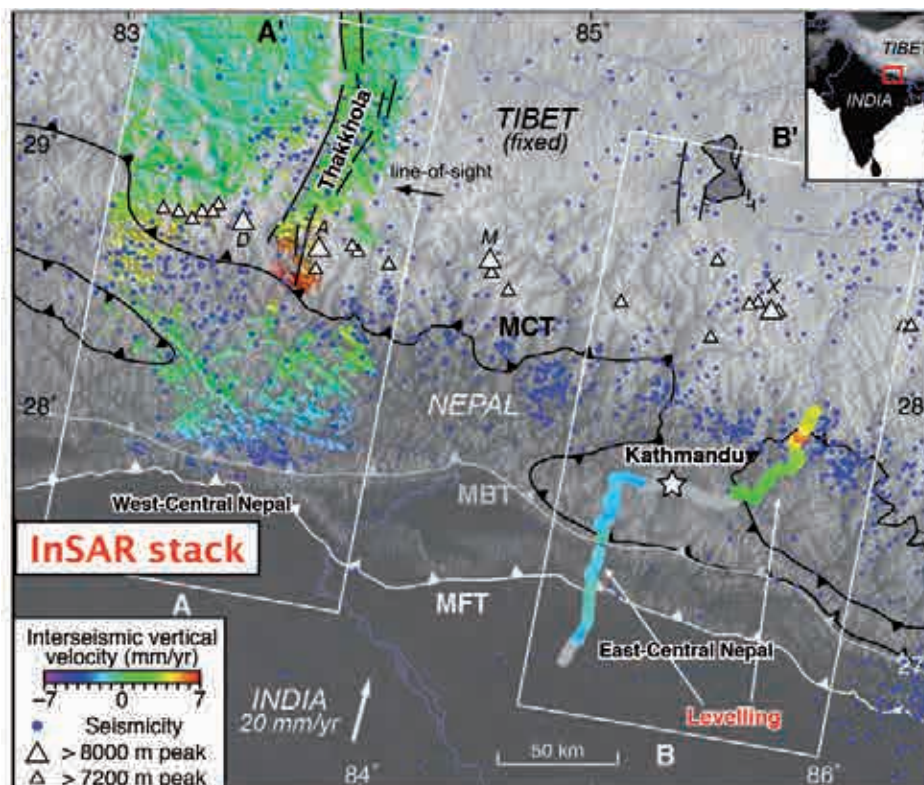 83
A'
85
TIBET
INDIA
TIBET
(fixed)
B'
29
Thakkhola
line-of-sight
A
D
M
X
MCT
28
NEPAL
28
Kathmandu
MBT
West-Central Nepal
InSAR stack
A
MFT
East-Central Nepal
Interseismic vertical
velocity (mm/yr)
-7 0 7
Seismicity
> 8000 m peak
> 7200 m peak
INDIA
20 mm/yr
Levelling
50 km
B
84°
86